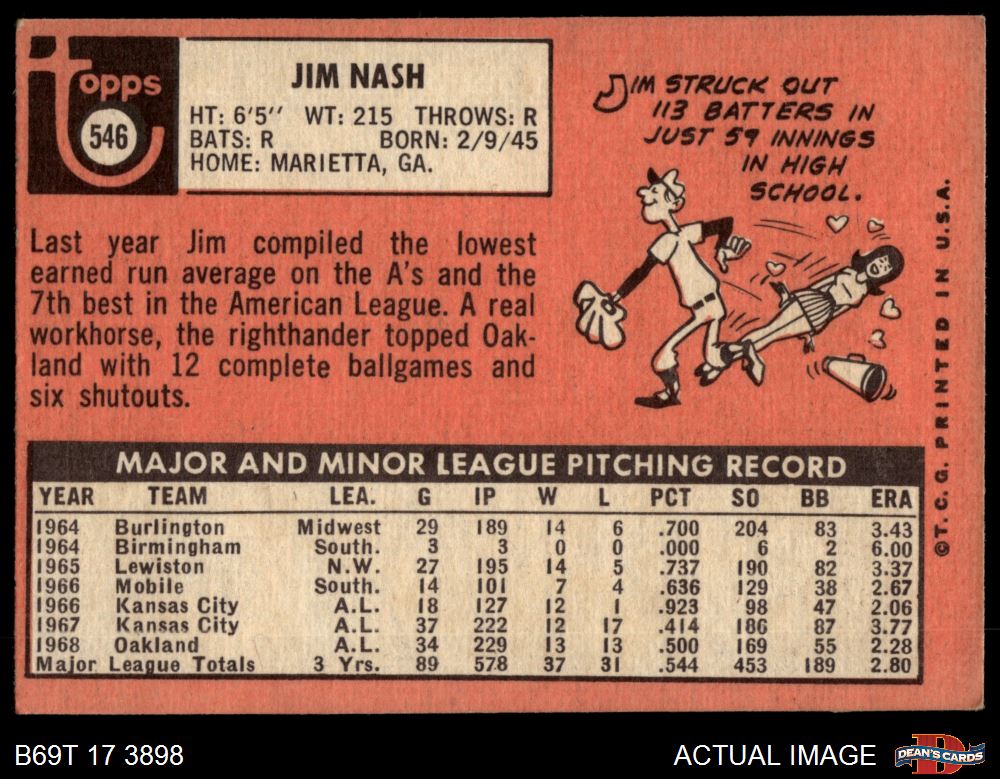 Topps
546
JIM NASH
HT: 6'5" WT: 215 THROWS: R
BATS: R BORN: 2/9/45
HOME: MARIETTA, GA.
JIM STRUCK OUT
113 BATTERS IN
JUST 59 INNINGS
IN HIGH
SCHOOL.
Last year Jim compiled the lowest
earned run average on the A's and the
7th best in the American League. A real
workhorse, the righthander topped Oak-
land with 12 complete ballgames and
six shutouts.
©T.C.G. PRINTED IN U.S.A.
MAJOR AND MINOR LEAGUE PITCHING RECORD
YEAR TEAM LEA. G IP W L PCT SO BB ERA
1964 Burlington Midwest 29 189 14 6 .700 204 83 3.43
1964 Birmingham South. 3 3 0 0 .000 6 2 6.00
1965 Lewiston N.W. 27 195 14 5 .737 190 82 3.37
1966 Mobile South. 14 101 7 4 .636 129 38 2.67
1966 Kansas City A.L. 18 127 12 1 .923 98 47 2.06
1967 Kansas City A.L. 37 222 12 17 .414 186 87 3.77
1968 Oakland A.L. 34 229 13 13 .500 169 55 2.28
Major League Totals 3 Yrs. 89 578 37 31 .544 453 189 2.80
B69T 17 3898
ACTUAL IMAGE
DEAN'S CARDS